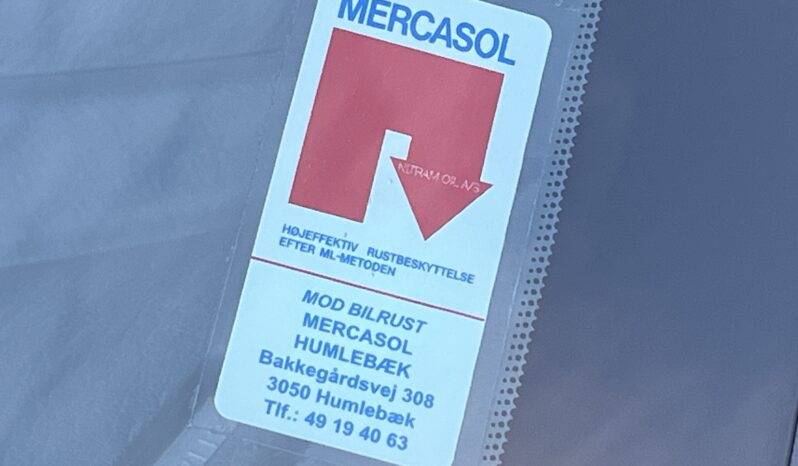 MERCASOL
NUTRAM OIL A/S
HØJEFFEKTIV RUSTBESKYTTELSE
EFTER ML-METODEN
MOD BILRUST
MERCASOL
HUMLEBÆK
Bakkegårdsvej 308
3050 Humlebæk
Tlf.: 49 19 40 63